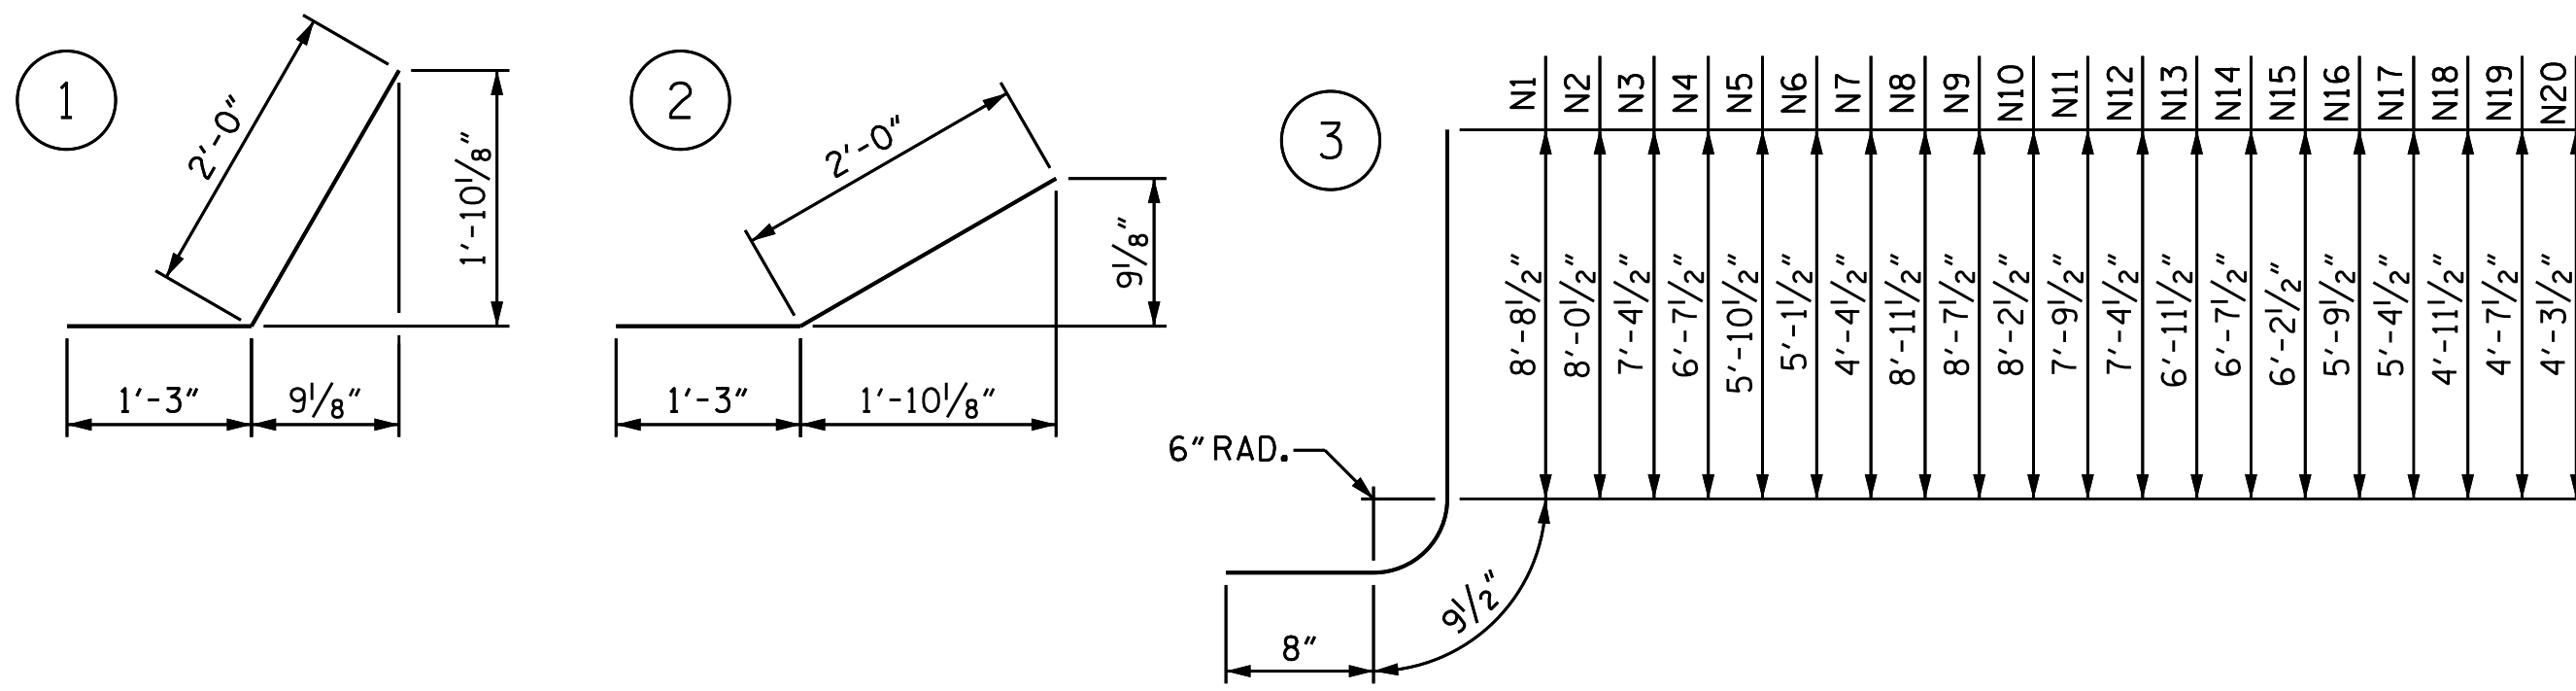 1
2'-0"
1'-10 1/8"
1'-3"
9 1/8"
2
2'-0"
9 1/8"
1'-3"
1'-10 1/8"
3
N1
N2
N3
N4
N5
N6
N7
N8
N9
N10
N11
N12
N13
N14
N15
N16
N17
N18
N19
N20
8'-8 1/2"
8'-0 1/2"
7'-4 1/2"
6'-7 1/2"
5'-10 1/2"
5'-1 1/2"
4'-4 1/2"
8'-11 1/2"
8'-7 1/2"
8'-2 1/2"
7'-9 1/2"
7'-4 1/2"
6'-11 1/2"
6'-7 1/2"
6'-2 1/2"
5'-9 1/2"
5'-4 1/2"
4'-11 1/2"
4'-7 1/2"
4'-3 1/2"
6" RAD.
9 1/2"
8"